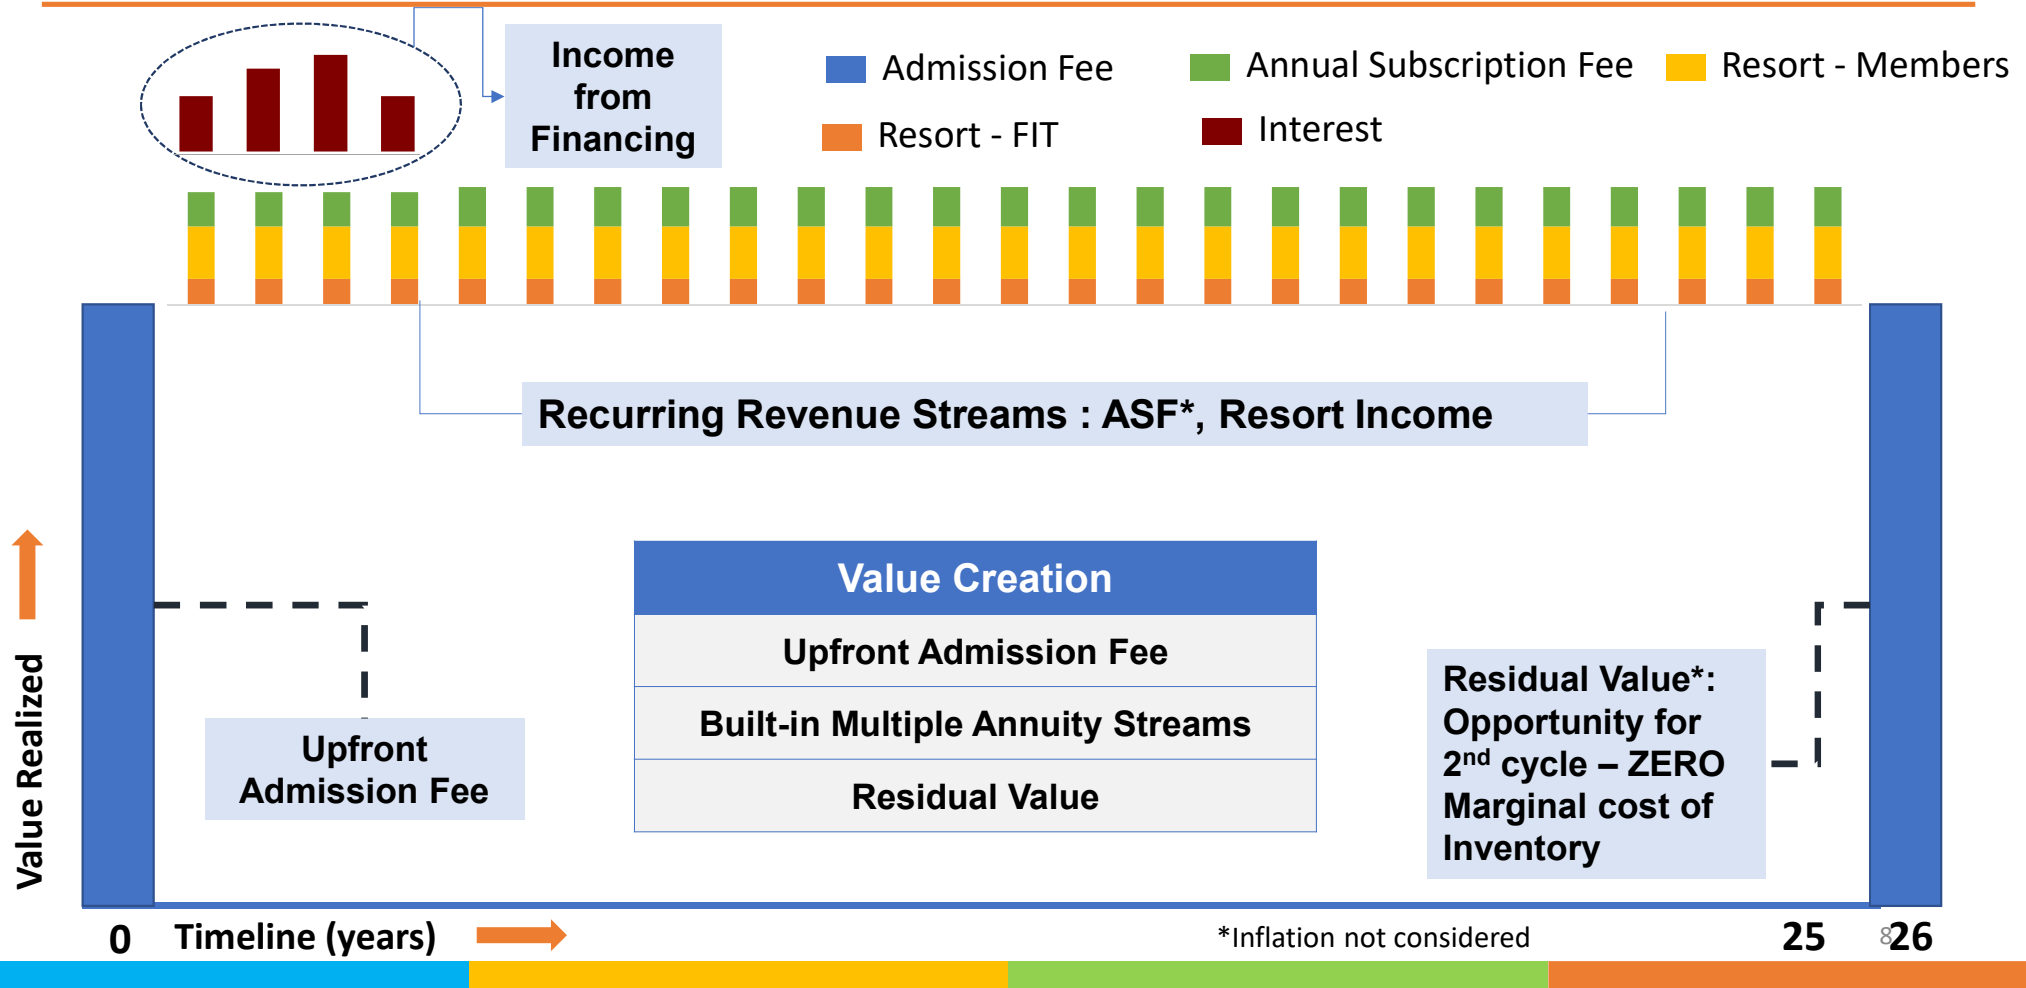 Income
from
Financing
Admission Fee
Annual Subscription Fee
Resort - Members
Resort - FIT
Interest
Recurring Revenue Streams : ASF*, Resort Income
Value Creation
Upfront Admission Fee
Built-in Multiple Annuity Streams
Residual Value
Upfront
Admission Fee
Residual Value*:
Opportunity for
2nd cycle – ZERO
Marginal cost of
Inventory
Value Realized
0
Timeline (years)
*Inflation not considered
25
8
26